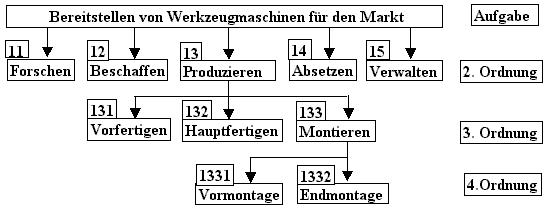 Bereitstellen von Werkzeugmaschinen für den Markt
Aufgabe
11
12
13
14
15
Forschen
Beschaffen
Produzieren
Absetzen
Verwalten
2. Ordnung
131
132
133
Vorfertigen
Hauptfertigen
Montieren
3. Ordnung
1331
1332
Vormontage
Endmontage
4.Ordnung